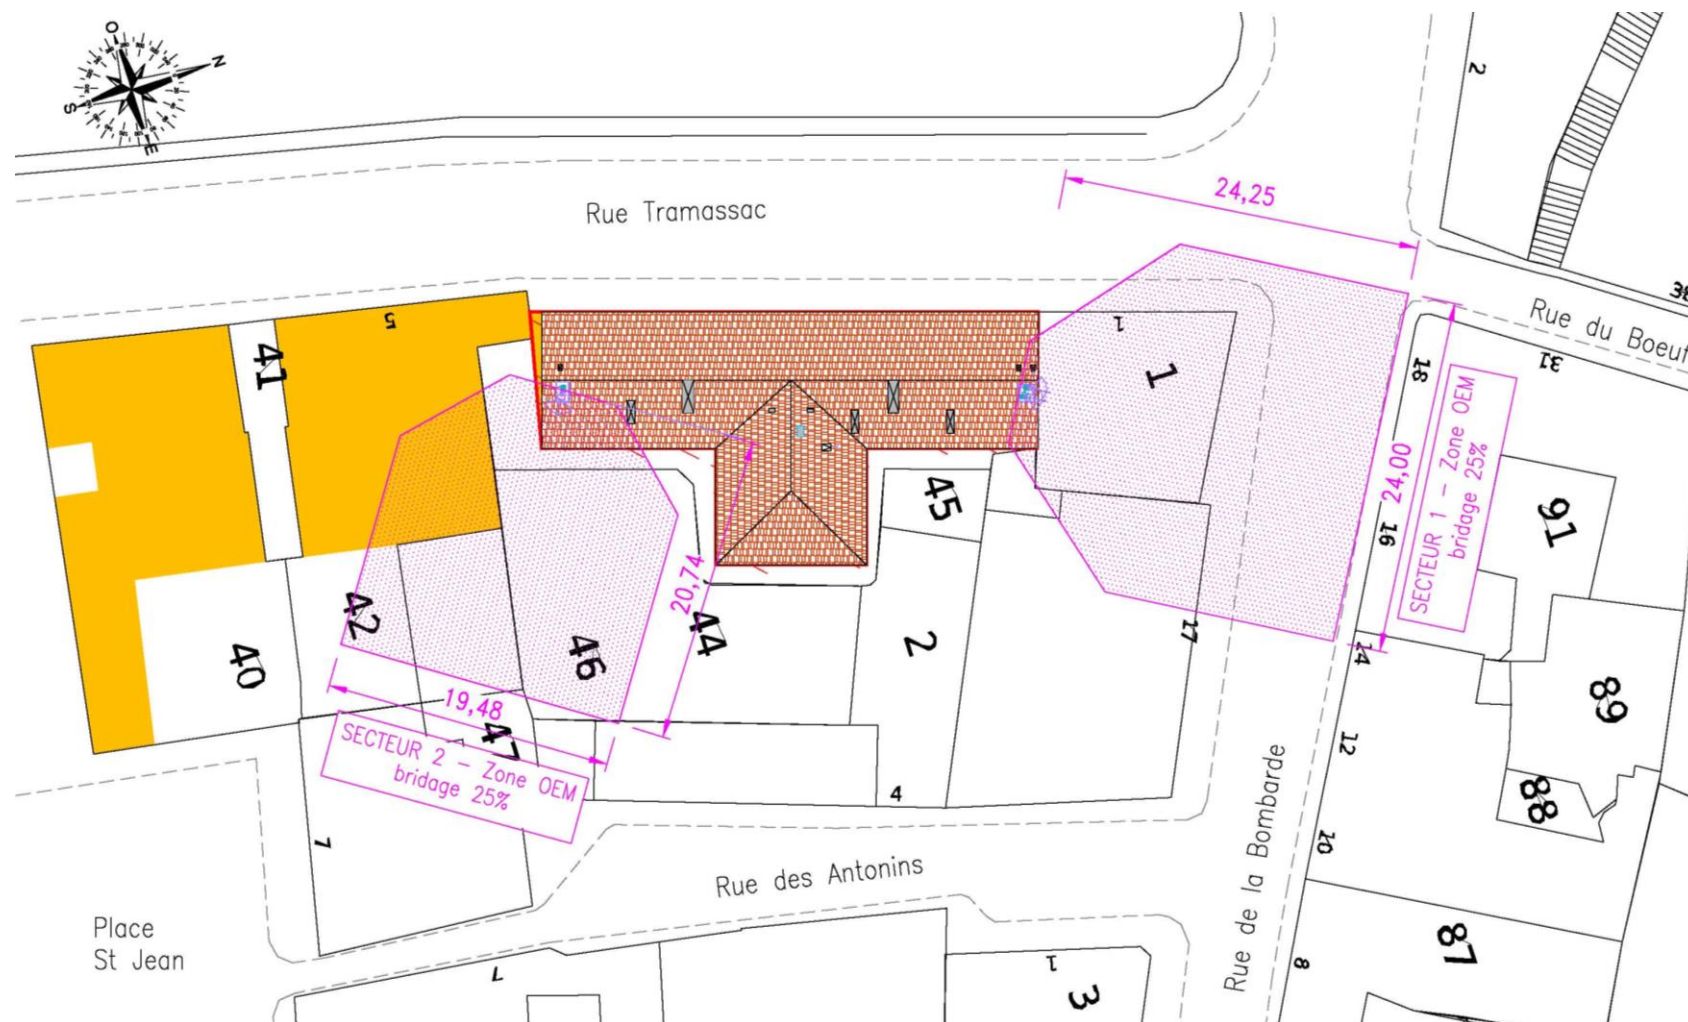 O
N
S
E
2
Rue Tramassac
24,25
38
Rue du Boeuf
5
41
1
1
18
31
SECTEUR 1 - Zone OEM
bridage 25%
24,00
45
91
16
42
40
46
20,74
44
2
17
14
89
19,48
47
12
SECTEUR 2 - Zone OEM
bridage 25%
4
88
7
10
Rue des Antonins
Rue de la Bombarde
Place
St Jean
7
1
3
8
87